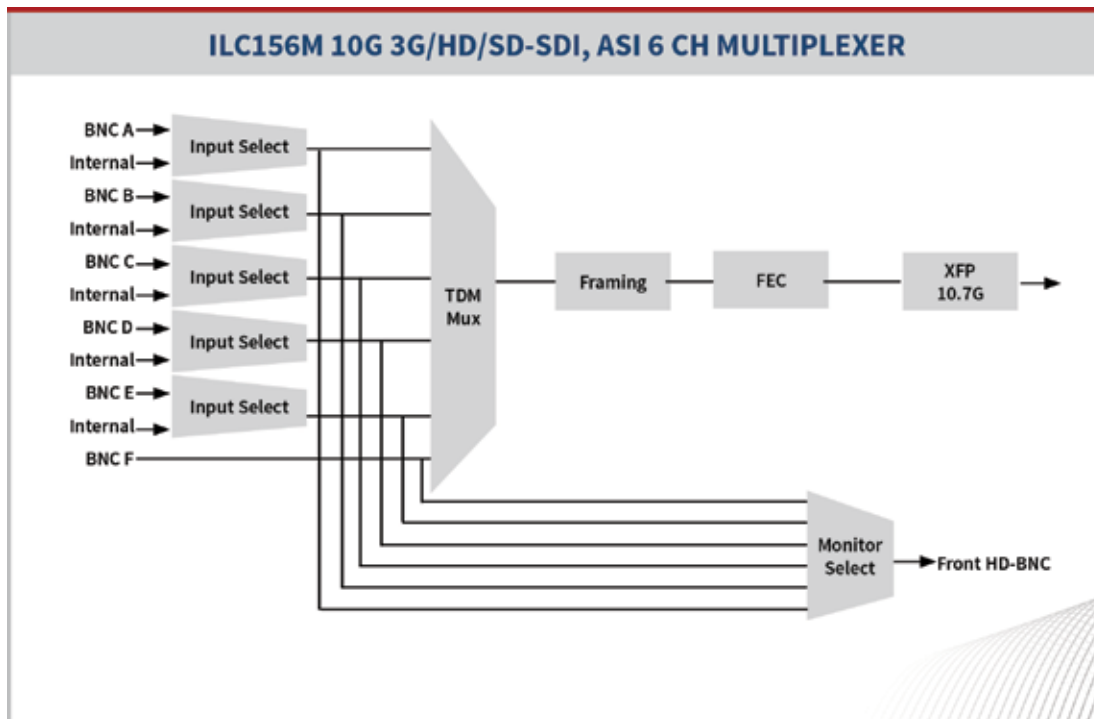 ILC156M 10G 3G/HD/SD-SDI, ASI 6 CH MULTIPLEXER
BNC A
Internal
Input Select
BNC B
Internal
Input Select
BNC C
Internal
Input Select
BNC D
Internal
Input Select
BNC E
Internal
Input Select
BNC F
TDM
Mux
Framing
FEC
XFP
10.7G
Monitor
Select
Front HD-BNC